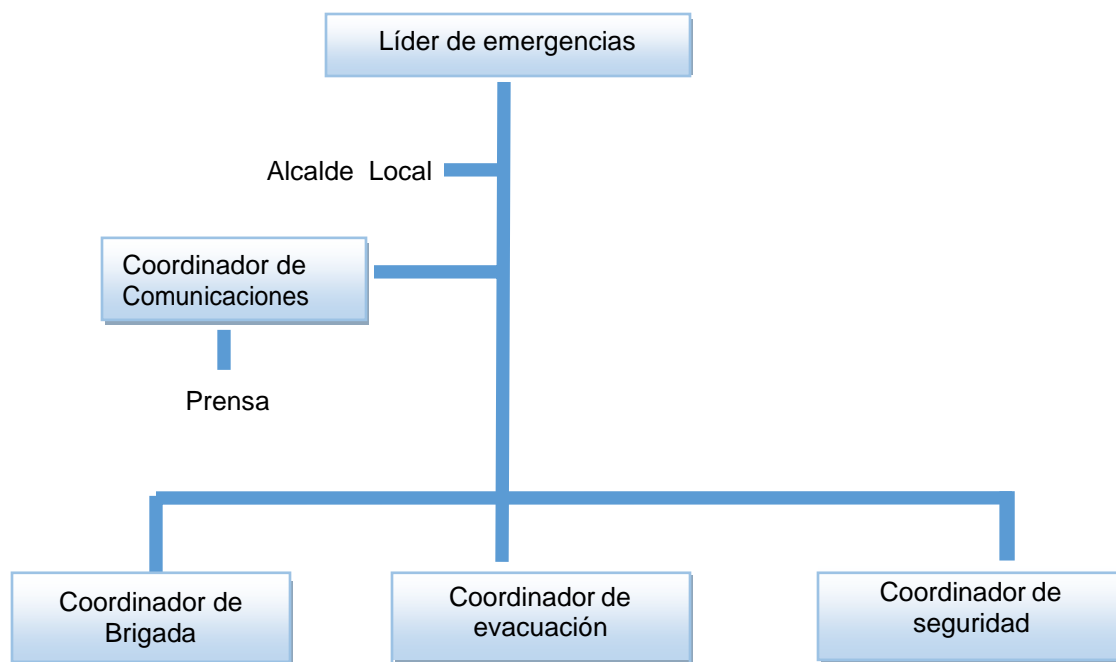 Líder de emergencias
Alcalde Local
Coordinador de
Comunicaciones
Prensa
Coordinador de
Brigada
Coordinador de
evacuación
Coordinador de
seguridad